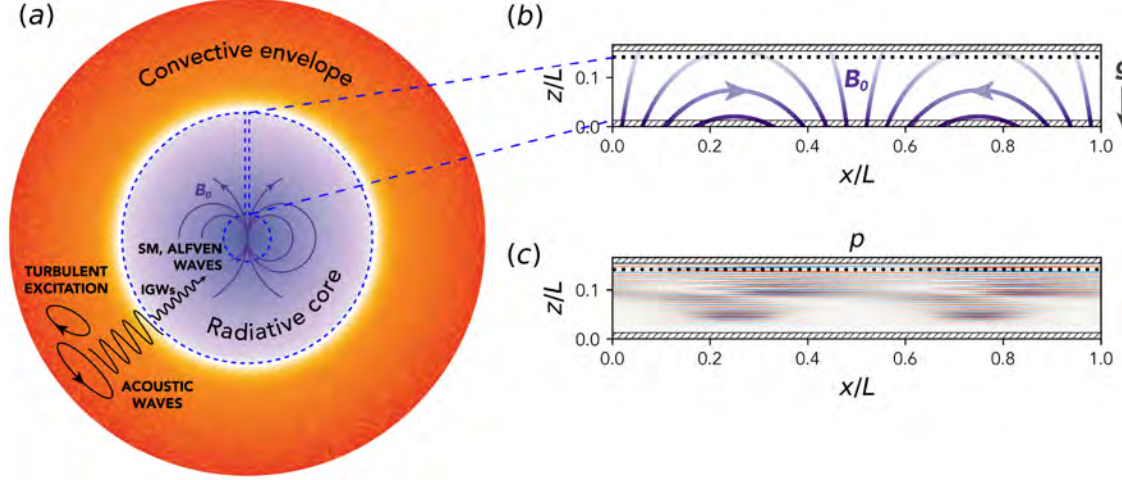 (a)
Convective envelope
B₀
SM, ALFVEN
WAVES
TURBULENT
EXCITATION
IGWs
Radiative core
ACOUSTIC
WAVES
(b)
z/L
0.1
0.0
B₀
g
0.0 0.2 0.4 0.6 0.8 1.0
x/L
(c)
p
z/L
0.1
0.0
0.0 0.2 0.4 0.6 0.8 1.0
x/L